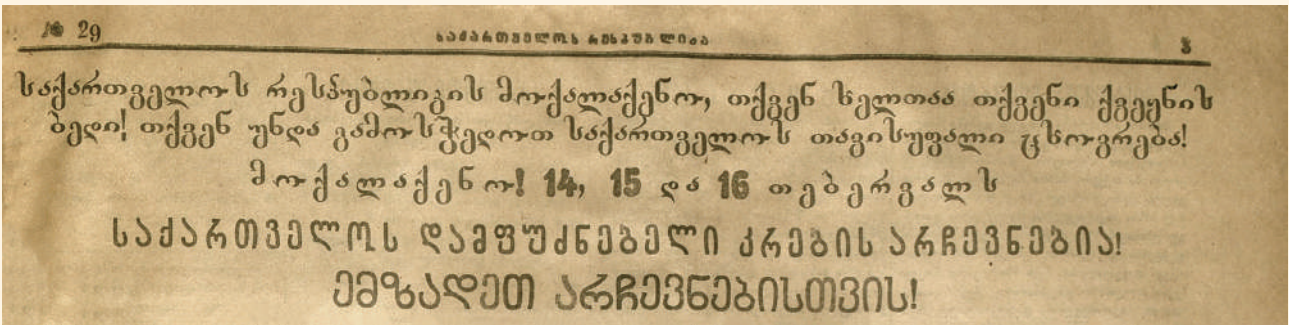 № 29 საქართველოს რესპუბლიკა 3
საქართველოს რესპუბლიკის მოქალაქენო, თქვენ ხელთაა თქვენი ქვეყნის
ბედი! თქვენ უნდა გამოსჭედოთ საქართველოს თავისუფალი ცხოვრება!
მოქალაქენო! 14, 15 და 16 თებერვალს
საქართველოს დამფუძნებელი კრების არჩევნებია!
ემზადეთ არჩევნებისთვის!